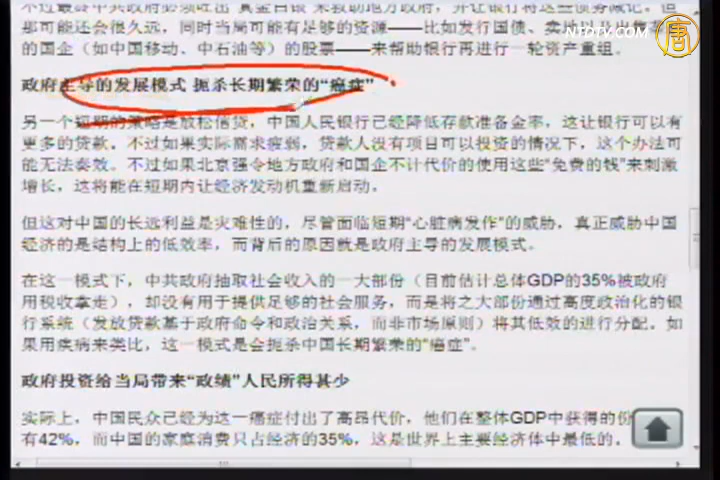 NTDTV.COM
唐
不过最终中共政府必须吐出“真金白银”来救助地方政府，并让银行将这些债务减记。但
那可能还会很久，同时当局可能有足够的资源——比如发行国债、卖地以及出售
的国企（如中国移动、中石油等）的股票——来帮助银行再进行一轮资产重组。
政府主导的发展模式 扼杀长期繁荣的“癌症”
另一个短期的策略是放松信贷，中国人民银行已经降低存款准备金率，这让银行可以有
更多的贷款。不过如果实际需求疲弱，贷款人没有项目可以投资的情况下，这个办法可
能无法奏效。不过如果北京强令地方政府和国企不计代价的使用这些“免费的钱”来刺激
增长，这将能在短期内让经济发动机重新启动。
但这对中国的长远利益是灾难性的，尽管面临短期“心脏病发作”的威胁，真正威胁中国
经济的是结构上的低效率，而背后的原因就是政府主导的发展模式。
在这一模式下，中共政府抽取社会收入的一大部份（目前估计总体GDP的35%被政府
用税收拿走），却没有用于提供足够的社会服务，而是将之大部份通过高度政治化的银
行系统（发放贷款基于政府命令和政治关系，而非市场原则）将其低效的进行分配。如
果用疾病来类比，这一模式是会扼杀中国长期繁荣的“癌症”。
政府投资给当局带来“政绩”人民所得甚少
实际上，中国民众已经为这一癌症付出了高昂代价，他们在整体GDP中获得的份
有42%，而中国的家庭消费只占经济的35%，这是世界上主要经济体中最低的。